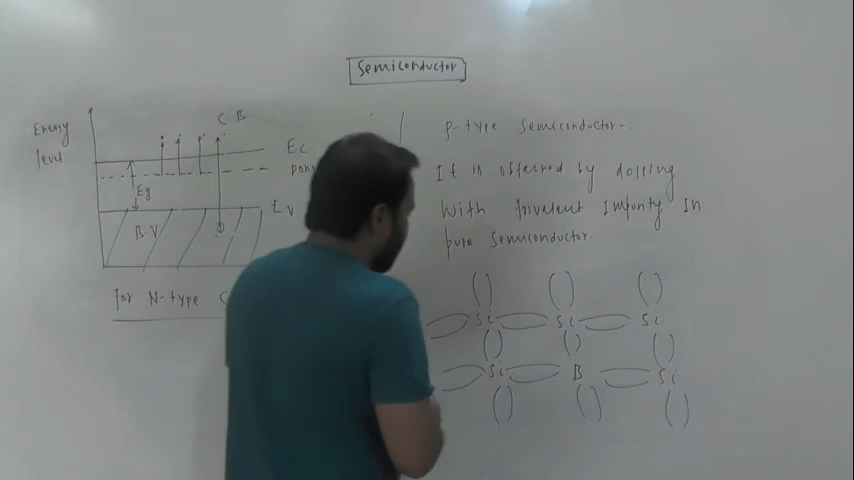 Semiconductor
Energy
level
C B
Ec
Eg
Ev
B.V
for N-type
P-type Semiconductor-:
It is obtained by dopping
With trivalent Impurity In
pure Semiconductor.
Si Si Si
Si B Si